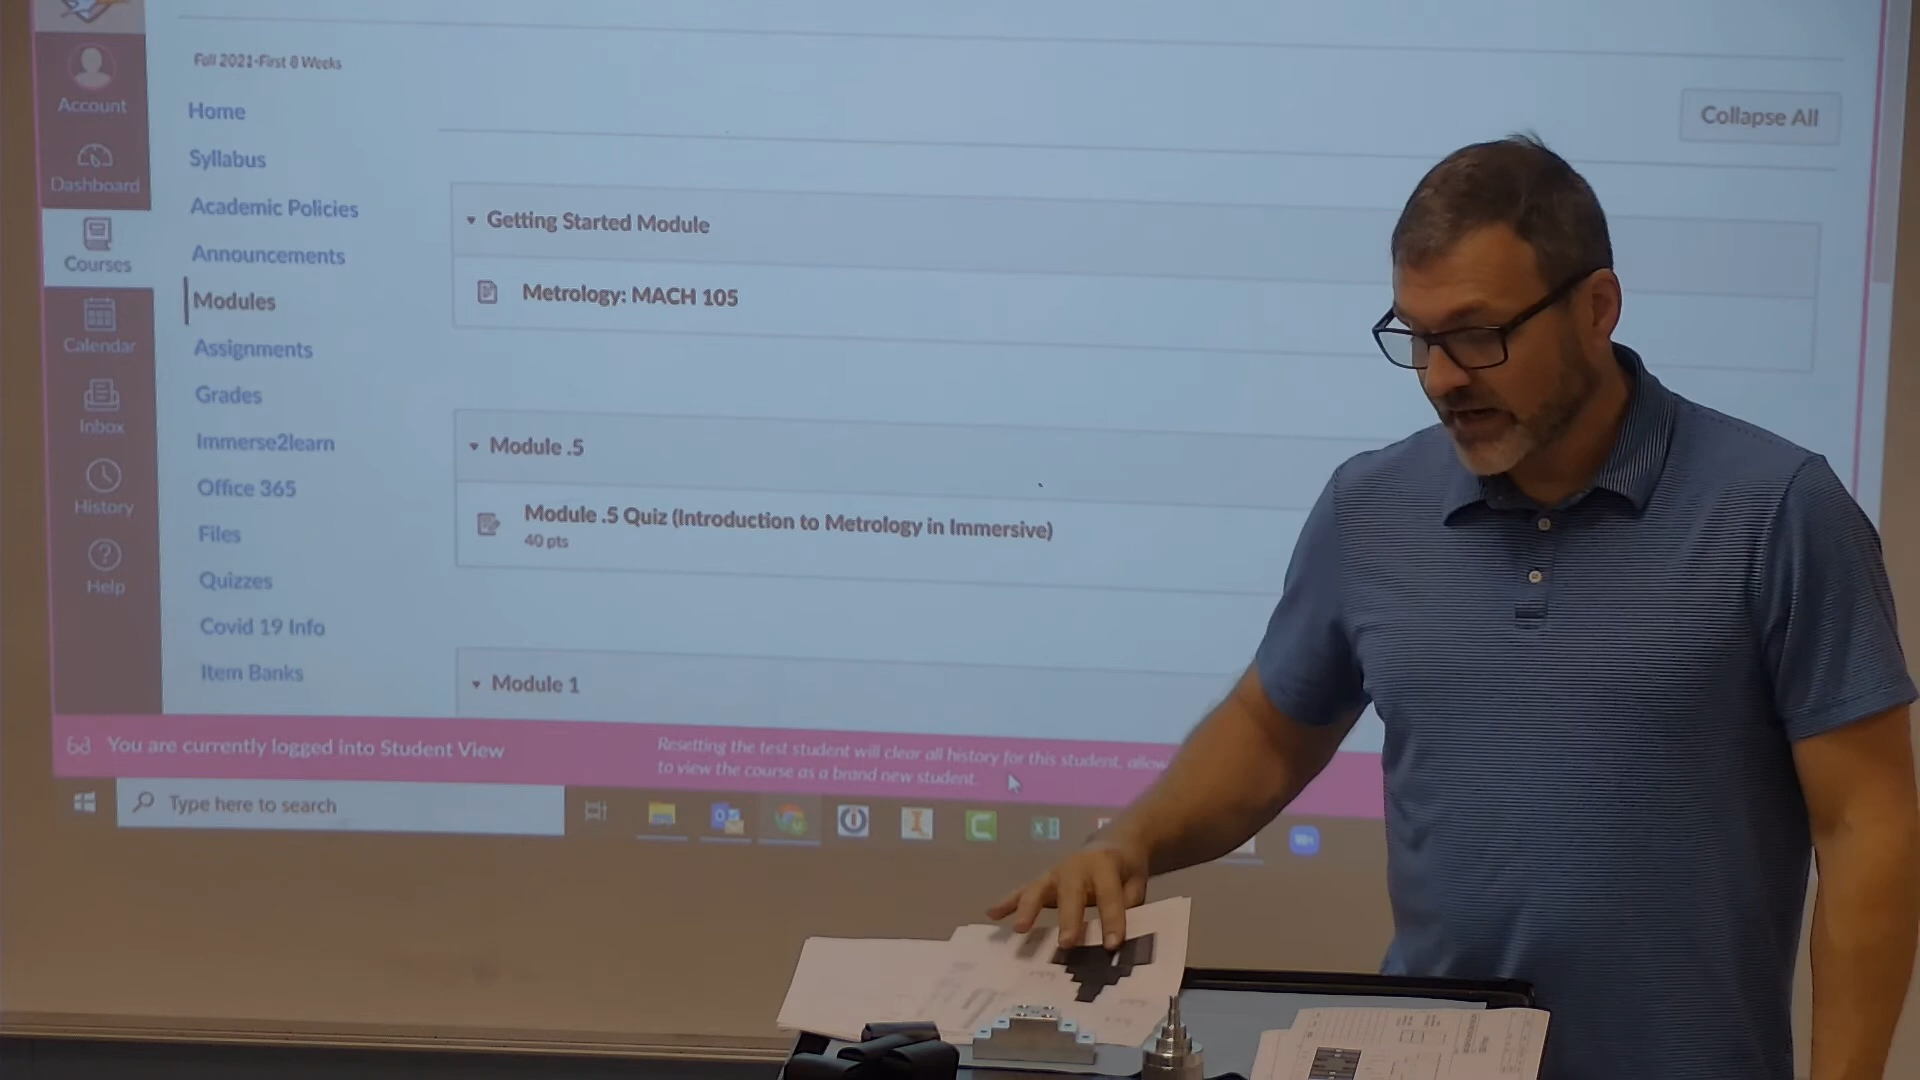 Fall 2021-First 8 Weeks
Account
Dashboard
Courses
Calendar
Inbox
History
Help
Home
Syllabus
Academic Policies
Announcements
Modules
Assignments
Grades
Immerse2learn
Office 365
Files
Quizzes
Covid 19 Info
Item Banks
Collapse All
Getting Started Module
Metrology: MACH 105
Module .5
Module .5 Quiz (Introduction to Metrology in Immersive)
40 pts
Module 1
You are currently logged into Student View
Resetting the test student will clear all history for this student, allow
to view the course as a brand new student.
Type here to search